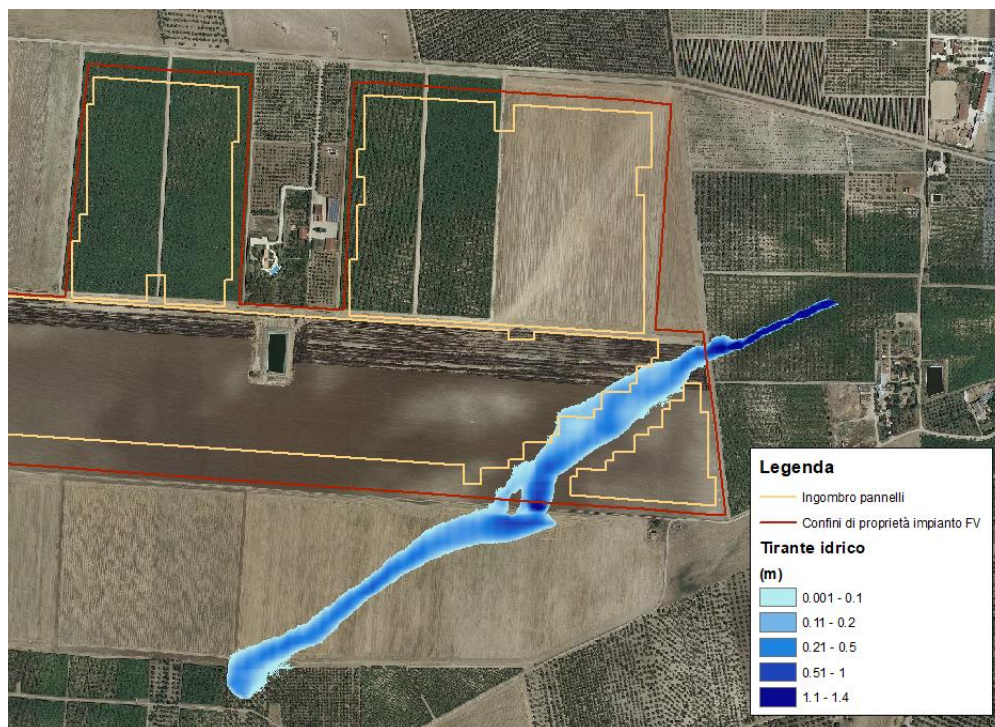 Legenda
Ingombro pannelli
Confini di proprietà impianto FV
Tirante idrico
(m)
0.001 - 0.1
0.11 - 0.2
0.21 - 0.5
0.51 - 1
1.1 - 1.4